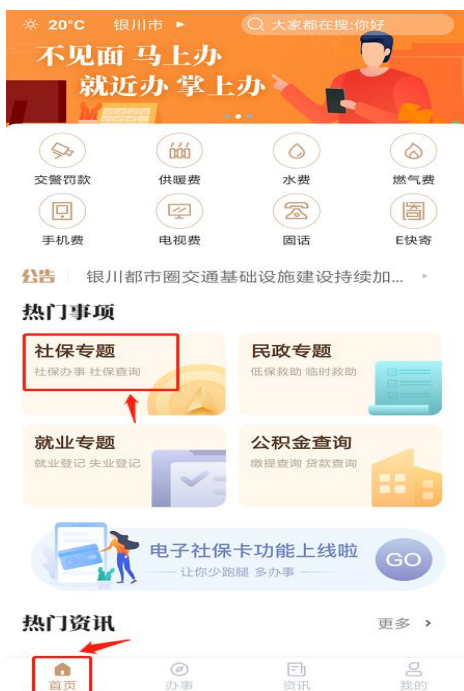 20°C 银川市 大家都在搜:你好
不见面 马上办
就近办 掌上办
交警罚款 供暖费 水费 燃气费
手机费 电视费 固话 E快寄
公告 银川都市圈交通基础设施建设持续加...
热门事项
社保专题 民政专题
社保办事 社保查询 低保救助 临时救助
就业专题 公积金查询
就业登记 失业登记 缴提查询 贷款查询
电子社保卡功能上线啦 GO
让你少跑腿 多办事
热门资讯 更多
首页 办事 资讯 我的